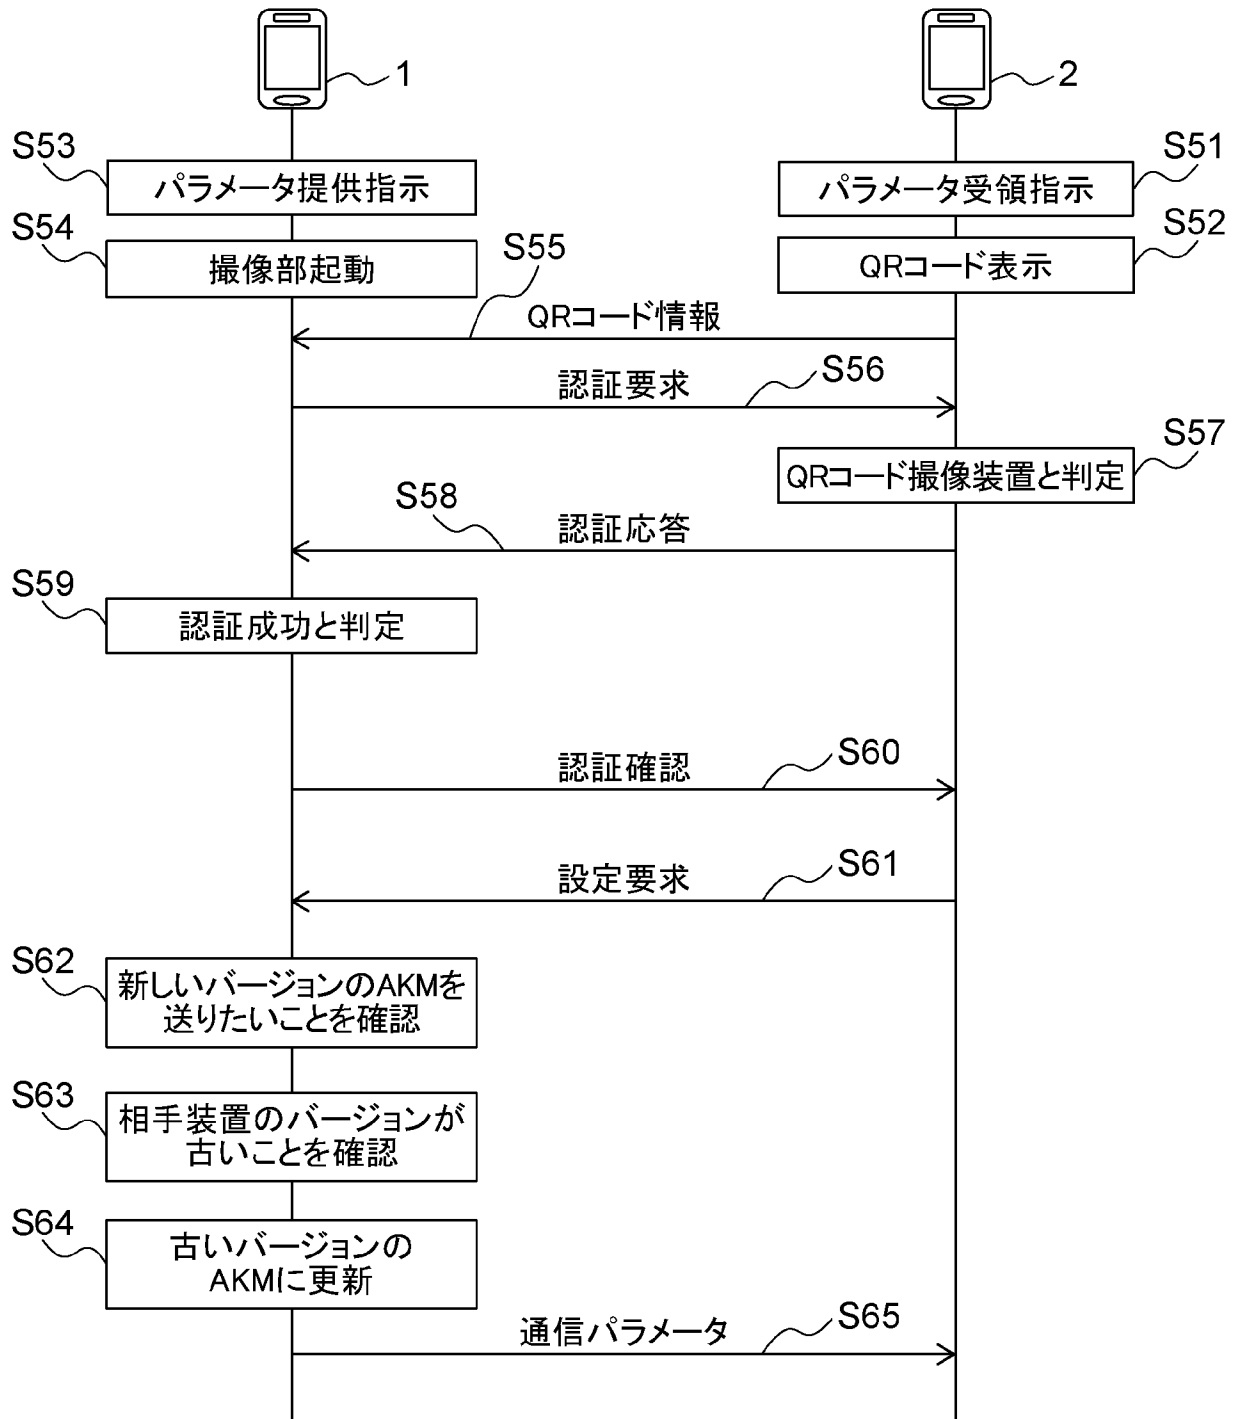 1
2
S53
パラメータ提供指示
S51
パラメータ受領指示
S54
撮像部起動
S52
QRコード表示
S55
QRコード情報
S56
認証要求
S57
QRコード撮像装置と判定
S58
認証応答
S59
認証成功と判定
S60
認証確認
S61
設定要求
S62
新しいバージョンのAKMを
送りたいことを確認
S63
相手装置のバージョンが
古いことを確認
S64
古いバージョンの
AKMに更新
S65
通信パラメータ